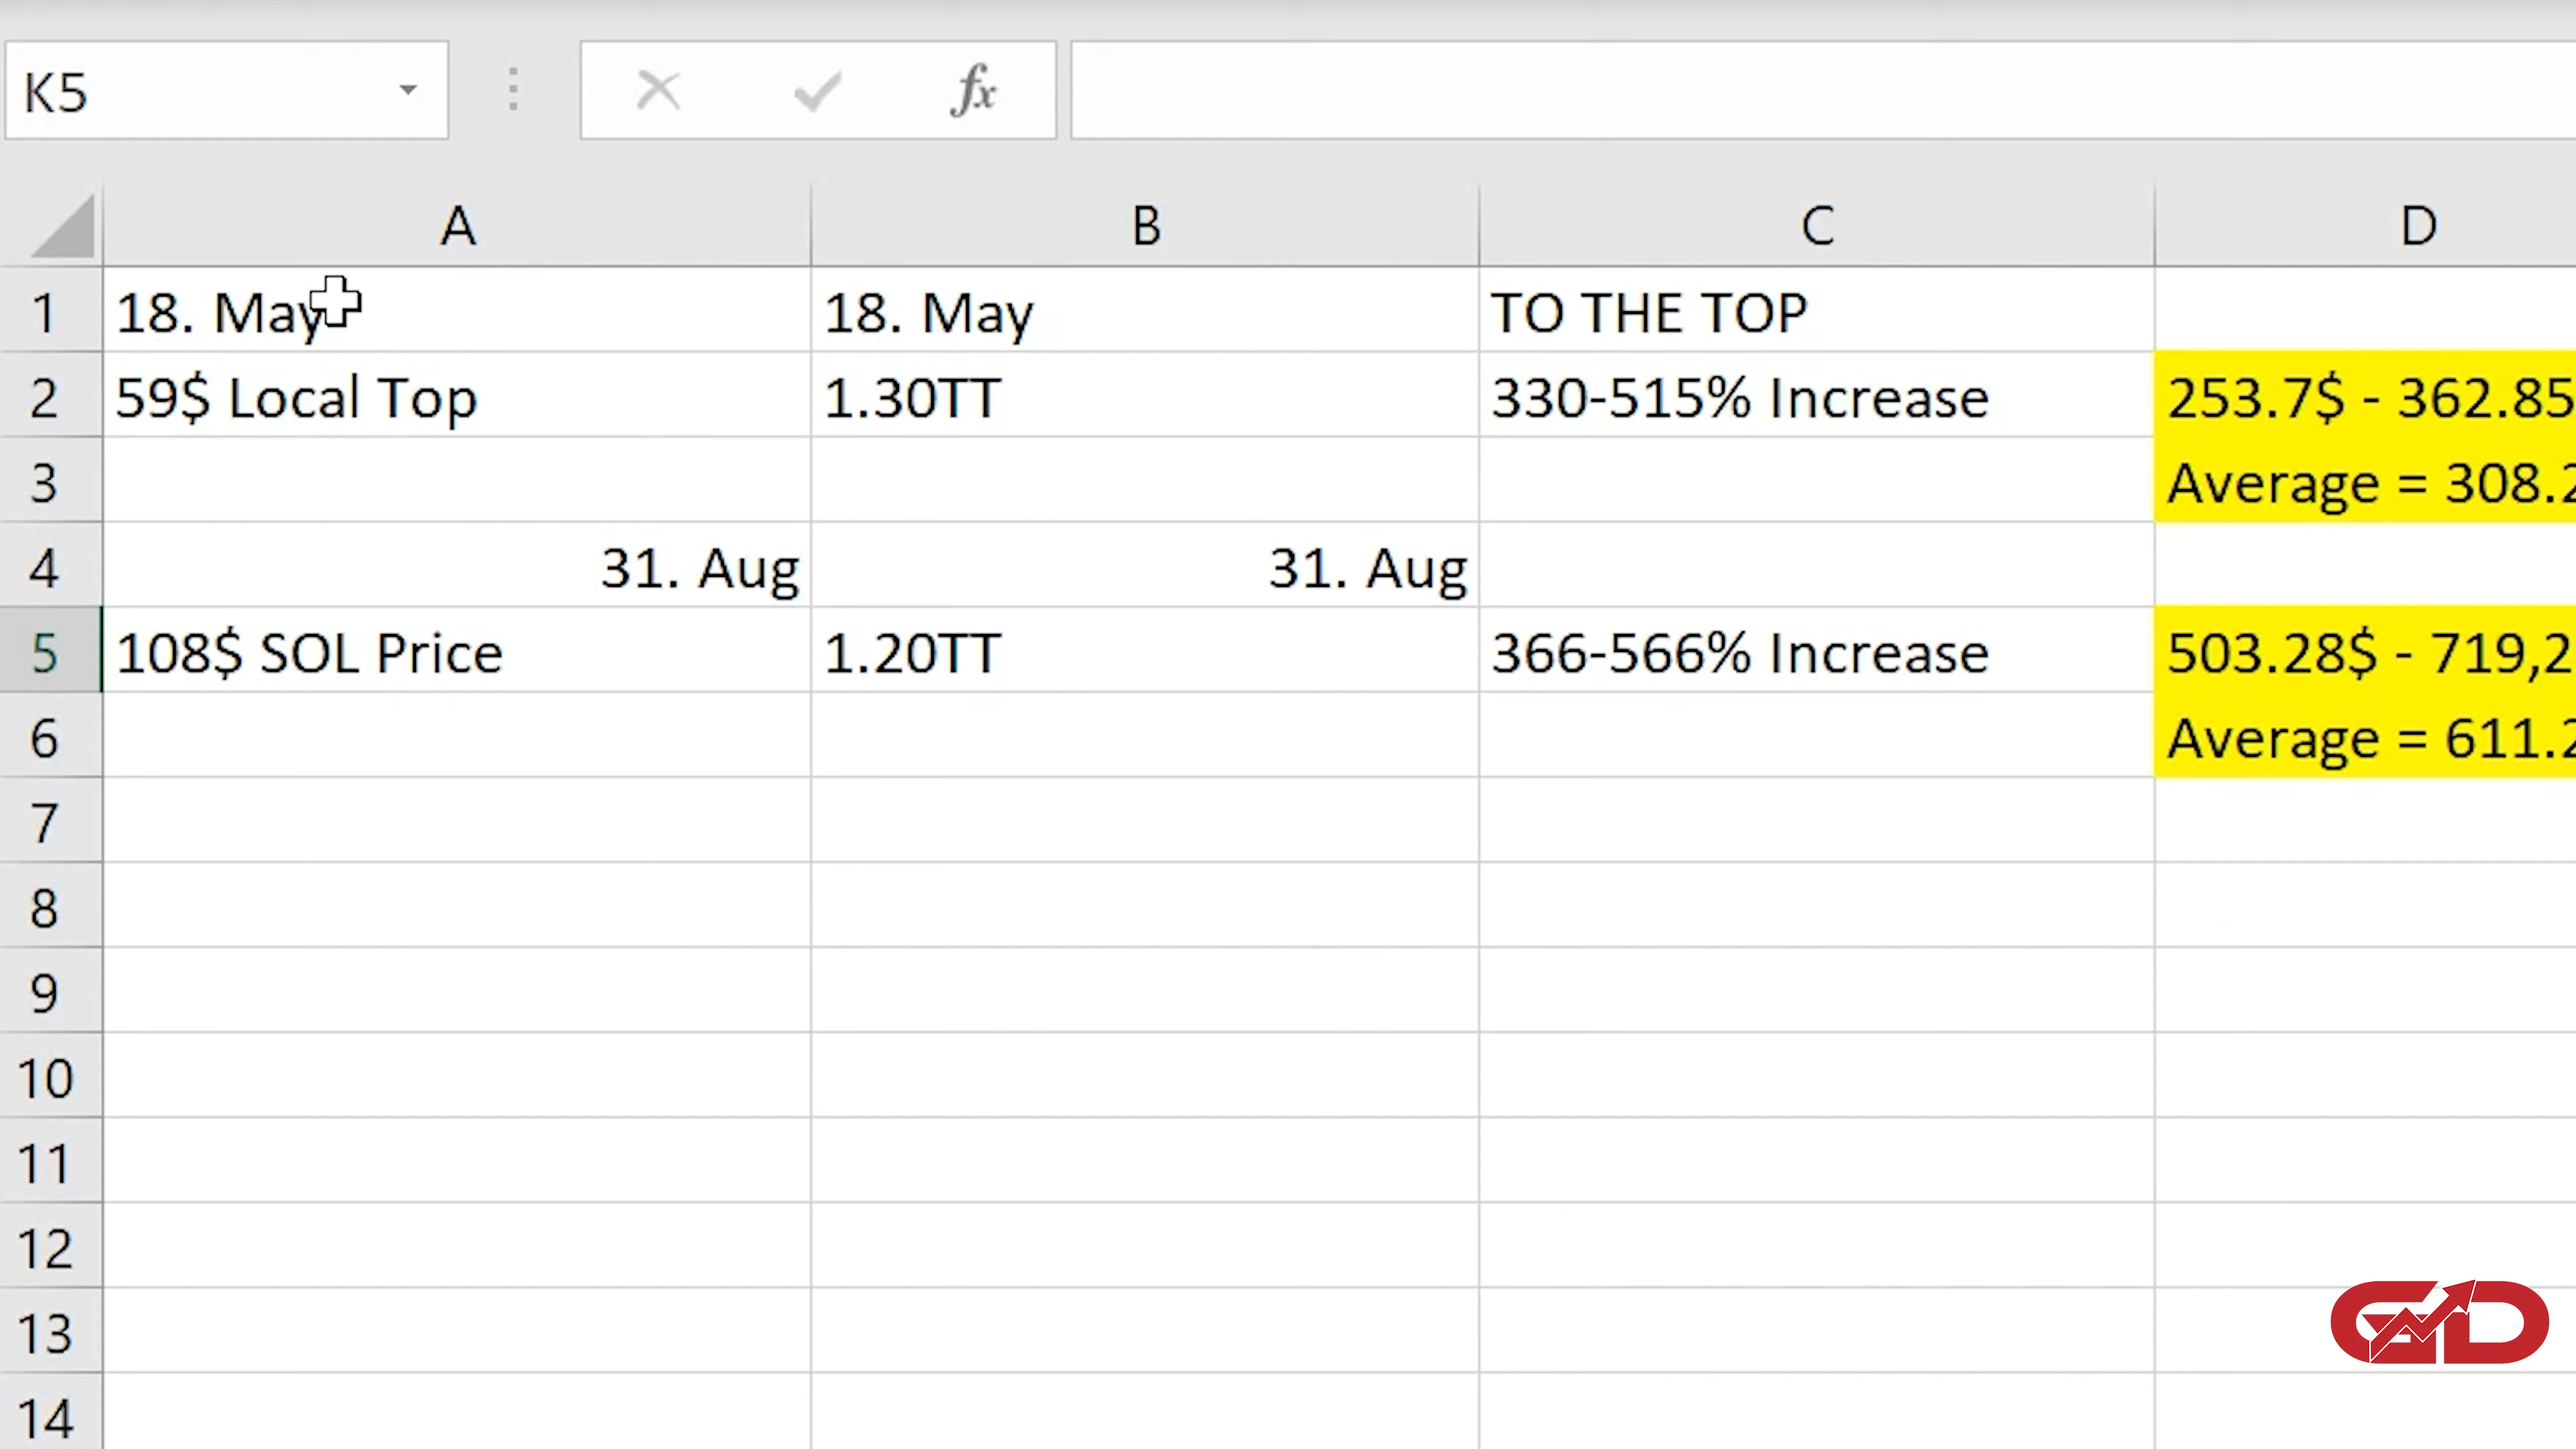 K5 fx
A B C D
1 18. May 18. May TO THE TOP
2 59$ Local Top 1.30TT 330-515% Increase 253.7$ - 362.85
3 Average = 308.2
4 31. Aug 31. Aug
5 108$ SOL Price 1.20TT 366-566% Increase 503.28$ - 719,2
6 Average = 611.2
7
8
9
10
11
12
13
14